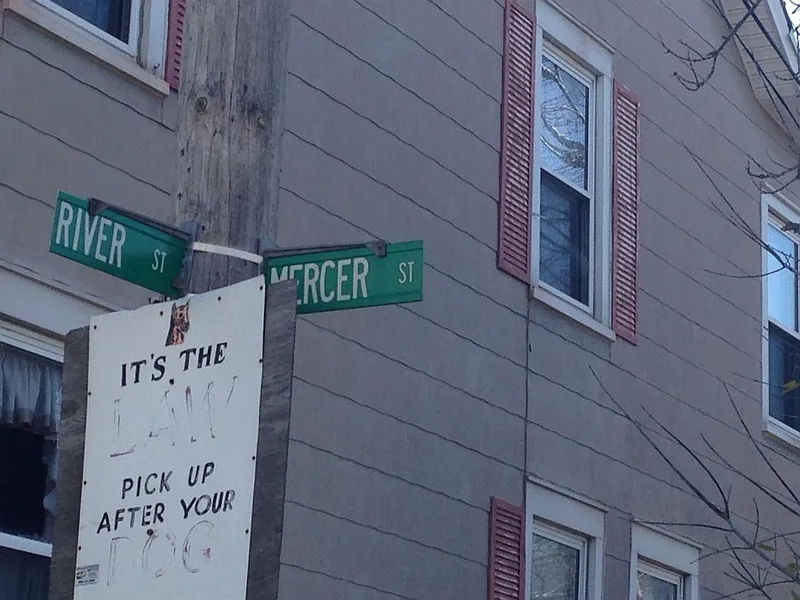 RIVER ST
MERCER ST
IT'S THE
LAW
PICK UP
AFTER YOUR
DOG